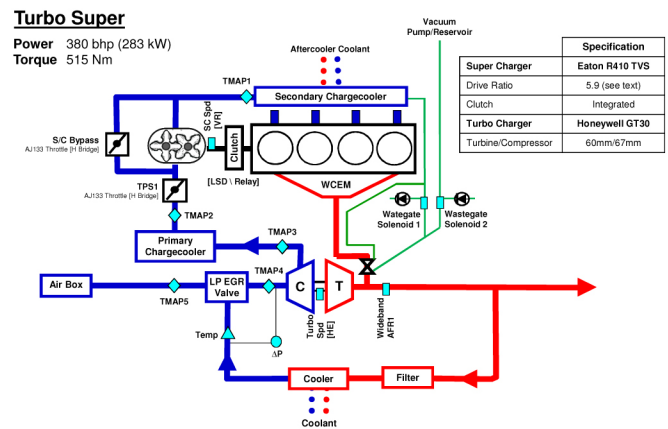 Turbo Super
Power 380 bhp (283 kW)
Torque 515 Nm
Vacuum
Pump/Reservoir
Specification
Super Charger Eaton R410 TVS
Drive Ratio 5.9 (see text)
Clutch Integrated
Turbo Charger Honeywell GT30
Turbine/Compressor 60mm/67mm
Aftercooler Coolant
TMAP1
Secondary Chargecooler
SC Spd
[VR]
S/C Bypass
AJ133 Throttle [H Bridge]
Clutch
[LSD \ Relay]
WCEM
TPS1
AJ133 Throttle [H Bridge]
TMAP2
Wategate
Solenoid 1
Wastegate
Solenoid 2
Primary
Chargecooler
TMAP3
Air Box
TMAP5
LP EGR
Valve
TMAP4
C
T
Turbo
Spd
[HE]
Wideband
AFR1
Temp
ΔP
Cooler
Filter
Coolant